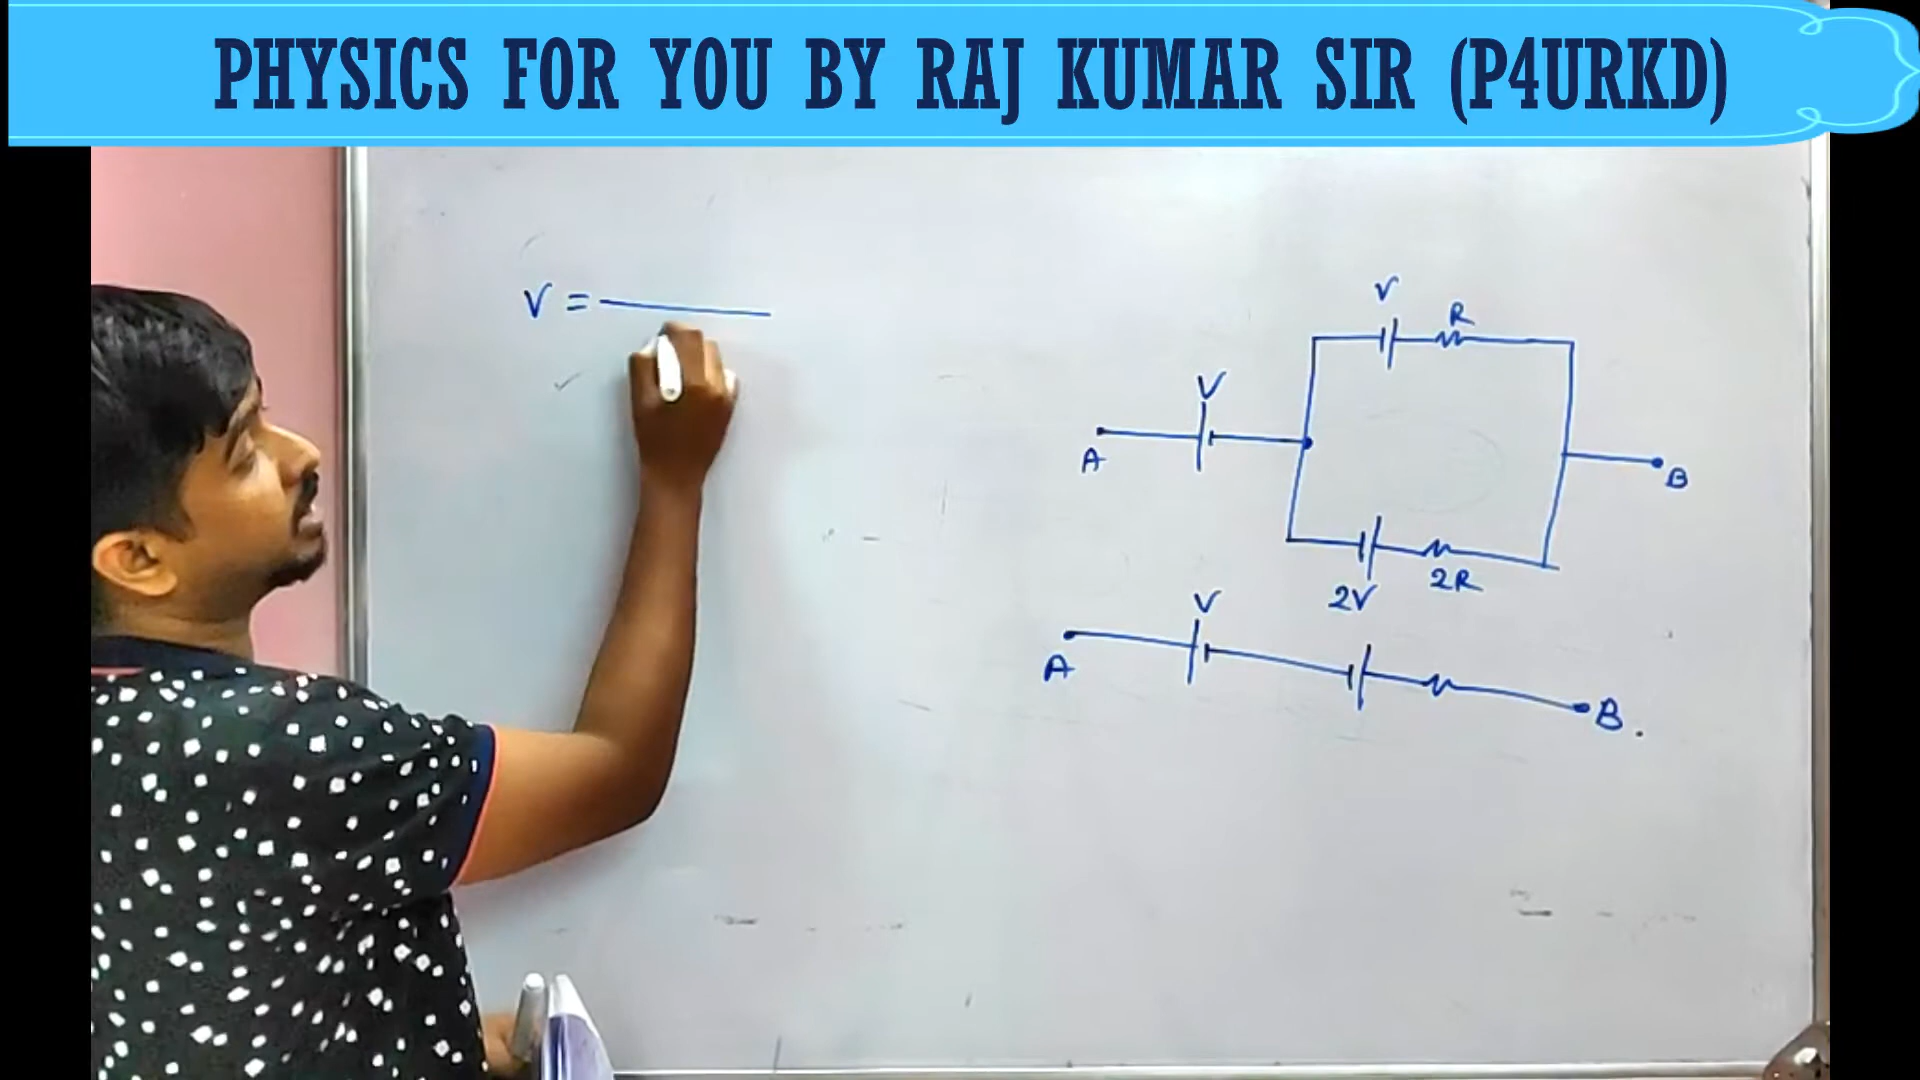 PHYSICS FOR YOU BY RAJ KUMAR SIR (P4URKD)
V =
V
R
V
A
B
2V
2R
V
A
B.